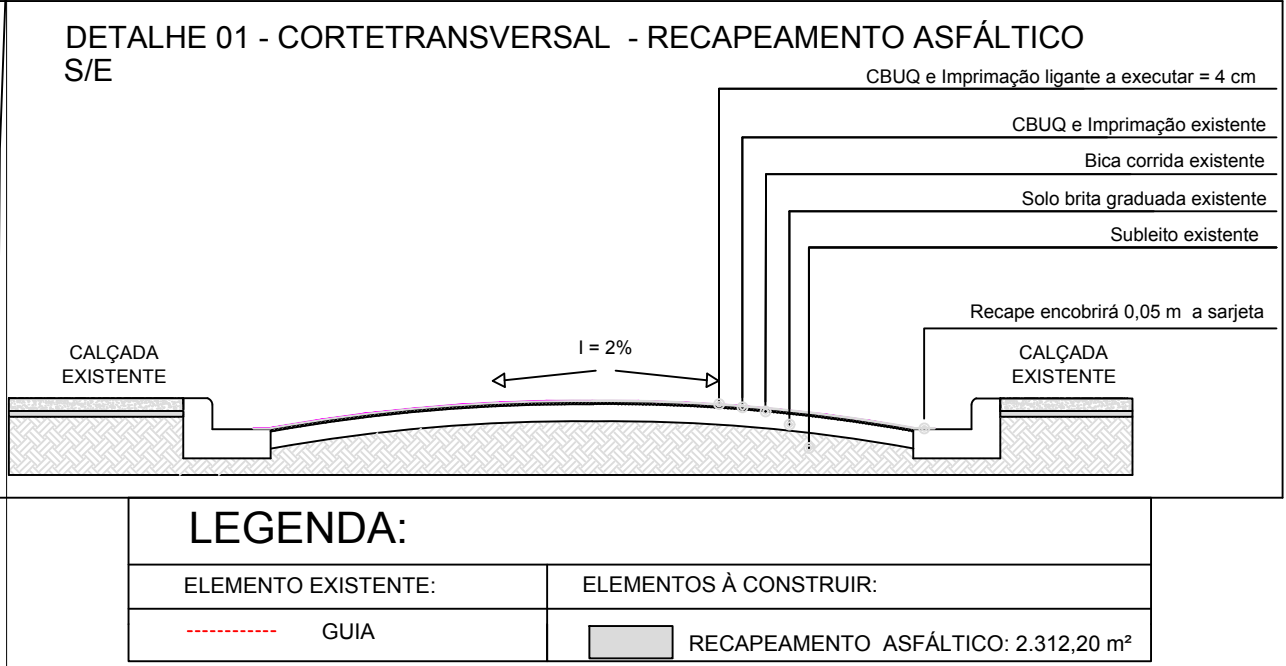 DETALHE 01 - CORTETRANSVERSAL - RECAPEAMENTO ASFÁLTICO
S/E
CBUQ e Imprimação ligante a executar = 4 cm
CBUQ e Imprimação existente
Bica corrida existente
Solo brita graduada existente
Subleito existente
Recape encobrirá 0,05 m a sarjeta
CALÇADA
EXISTENTE
I = 2%
CALÇADA
EXISTENTE
LEGENDA:
ELEMENTO EXISTENTE:
ELEMENTOS À CONSTRUIR:
GUIA
RECAPEAMENTO ASFÁLTICO: 2.312,20 m²